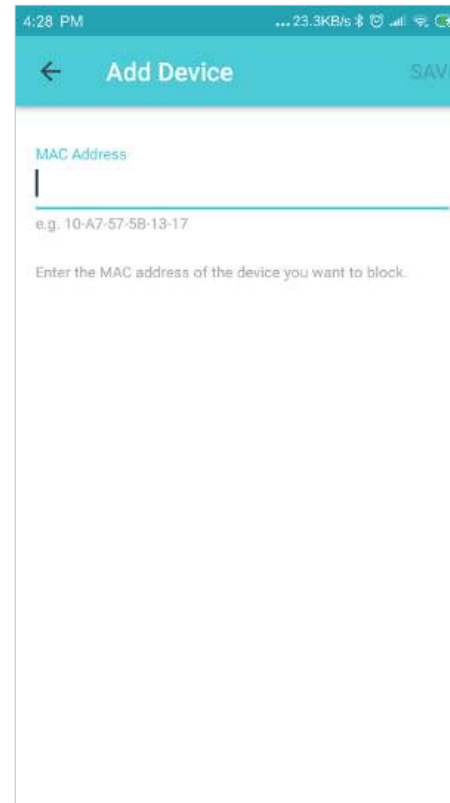 4:28 PM ... 23.3KB/s
Add Device SAV
MAC Address
e.g. 10-A7-57-5B-13-17
Enter the MAC address of the device you want to block.